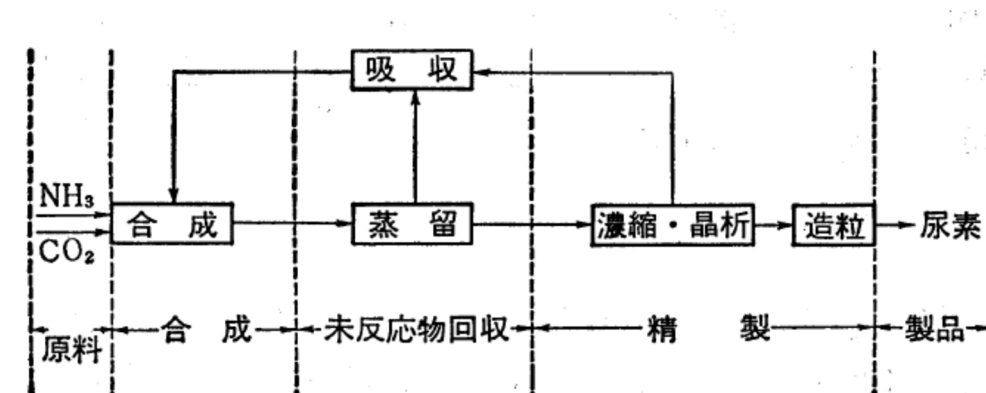 吸 収
NH₃
CO₂
合 成
蒸 留
濃縮・晶析
造粒
尿素
原料
合 成
未反応物回収
精 製
製品